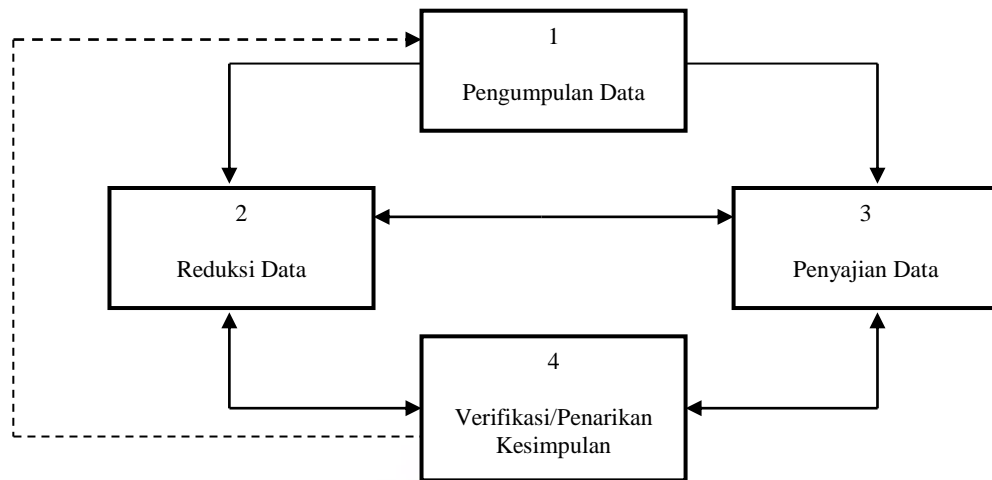 1
Pengumpulan Data
2
Reduksi Data
3
Penyajian Data
4
Verifikasi/Penarikan
Kesimpulan